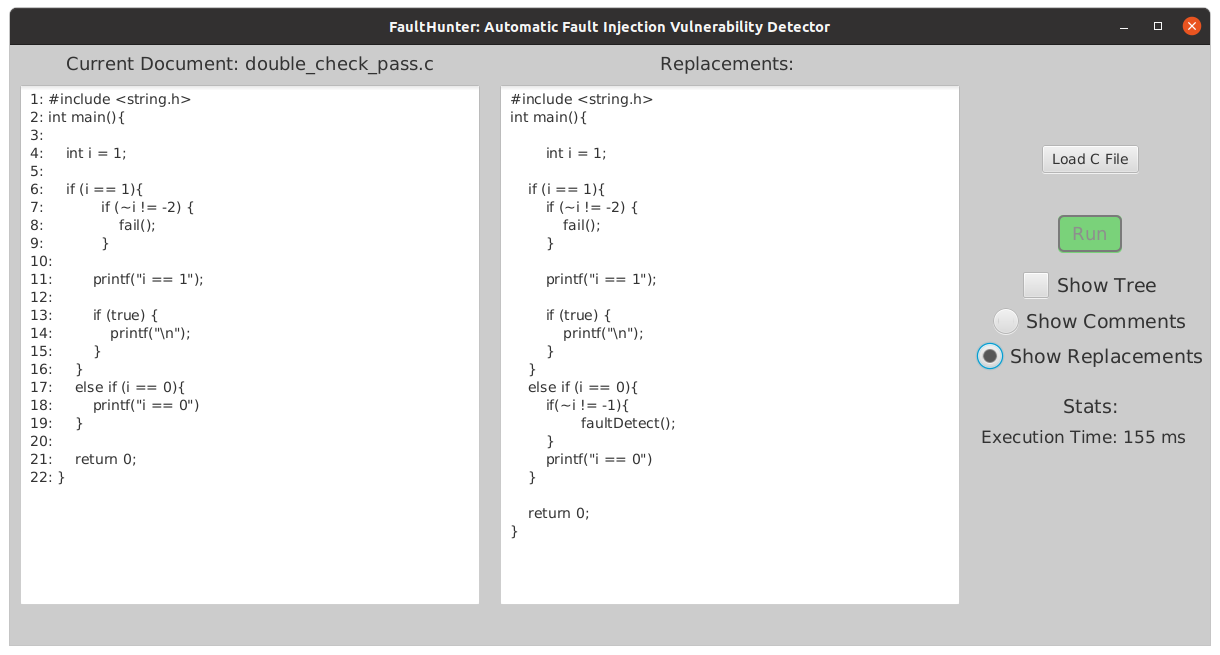 FaultHunter: Automatic Fault Injection Vulnerability Detector
Current Document: double_check_pass.c
1: #include <string.h>
2: int main(){
3:
4:     int i = 1;
5:
6:     if (i == 1){
7:             if (~i != -2) {
8:                 fail();
9:             }
10:
11:         printf("i == 1");
12:
13:         if (true) {
14:             printf("\n");
15:         }
16:     }
17:     else if (i == 0){
18:         printf("i == 0")
19:     }
20:
21:     return 0;
22: }
Replacements:
#include <string.h>
int main(){
        int i = 1;
    if (i == 1){
        if (~i != -2) {
            fail();
        }
        printf("i == 1");
        if (true) {
            printf("\n");
        }
    }
    else if (i == 0){
        if(~i != -1){
                faultDetect();
        }
        printf("i == 0")
    }
    return 0;
}
Load C File
Run
Show Tree
Show Comments
Show Replacements
Stats:
Execution Time: 155 ms